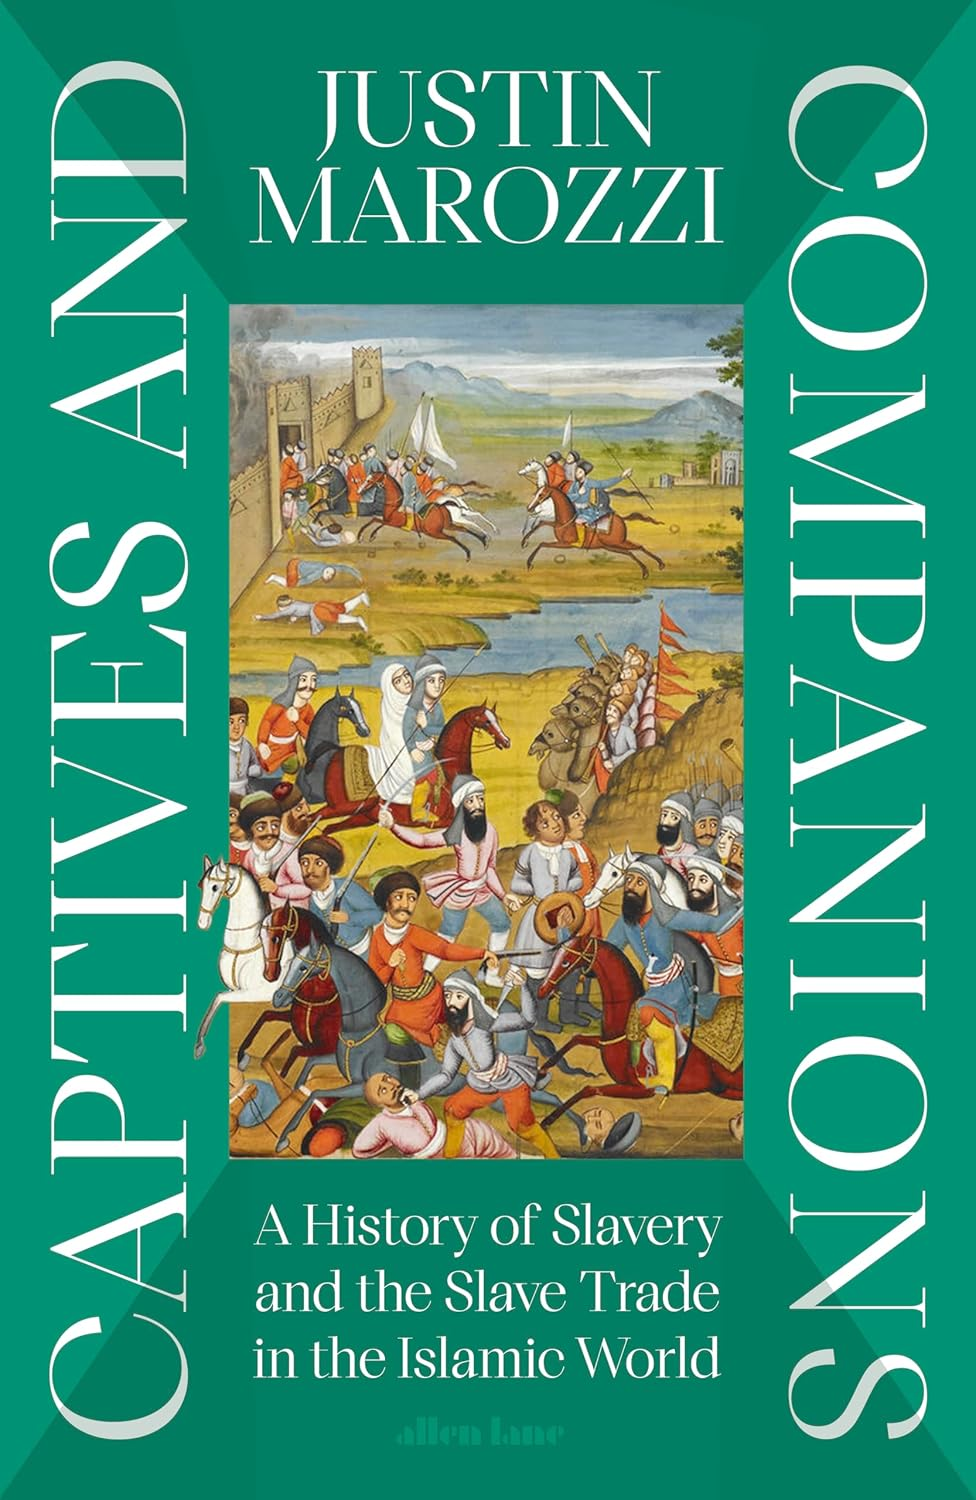 JUSTIN
MAROZZI
CAPTIVES AND
COMPANIONS
A History of Slavery
and the Slave Trade
in the Islamic World
allen lane